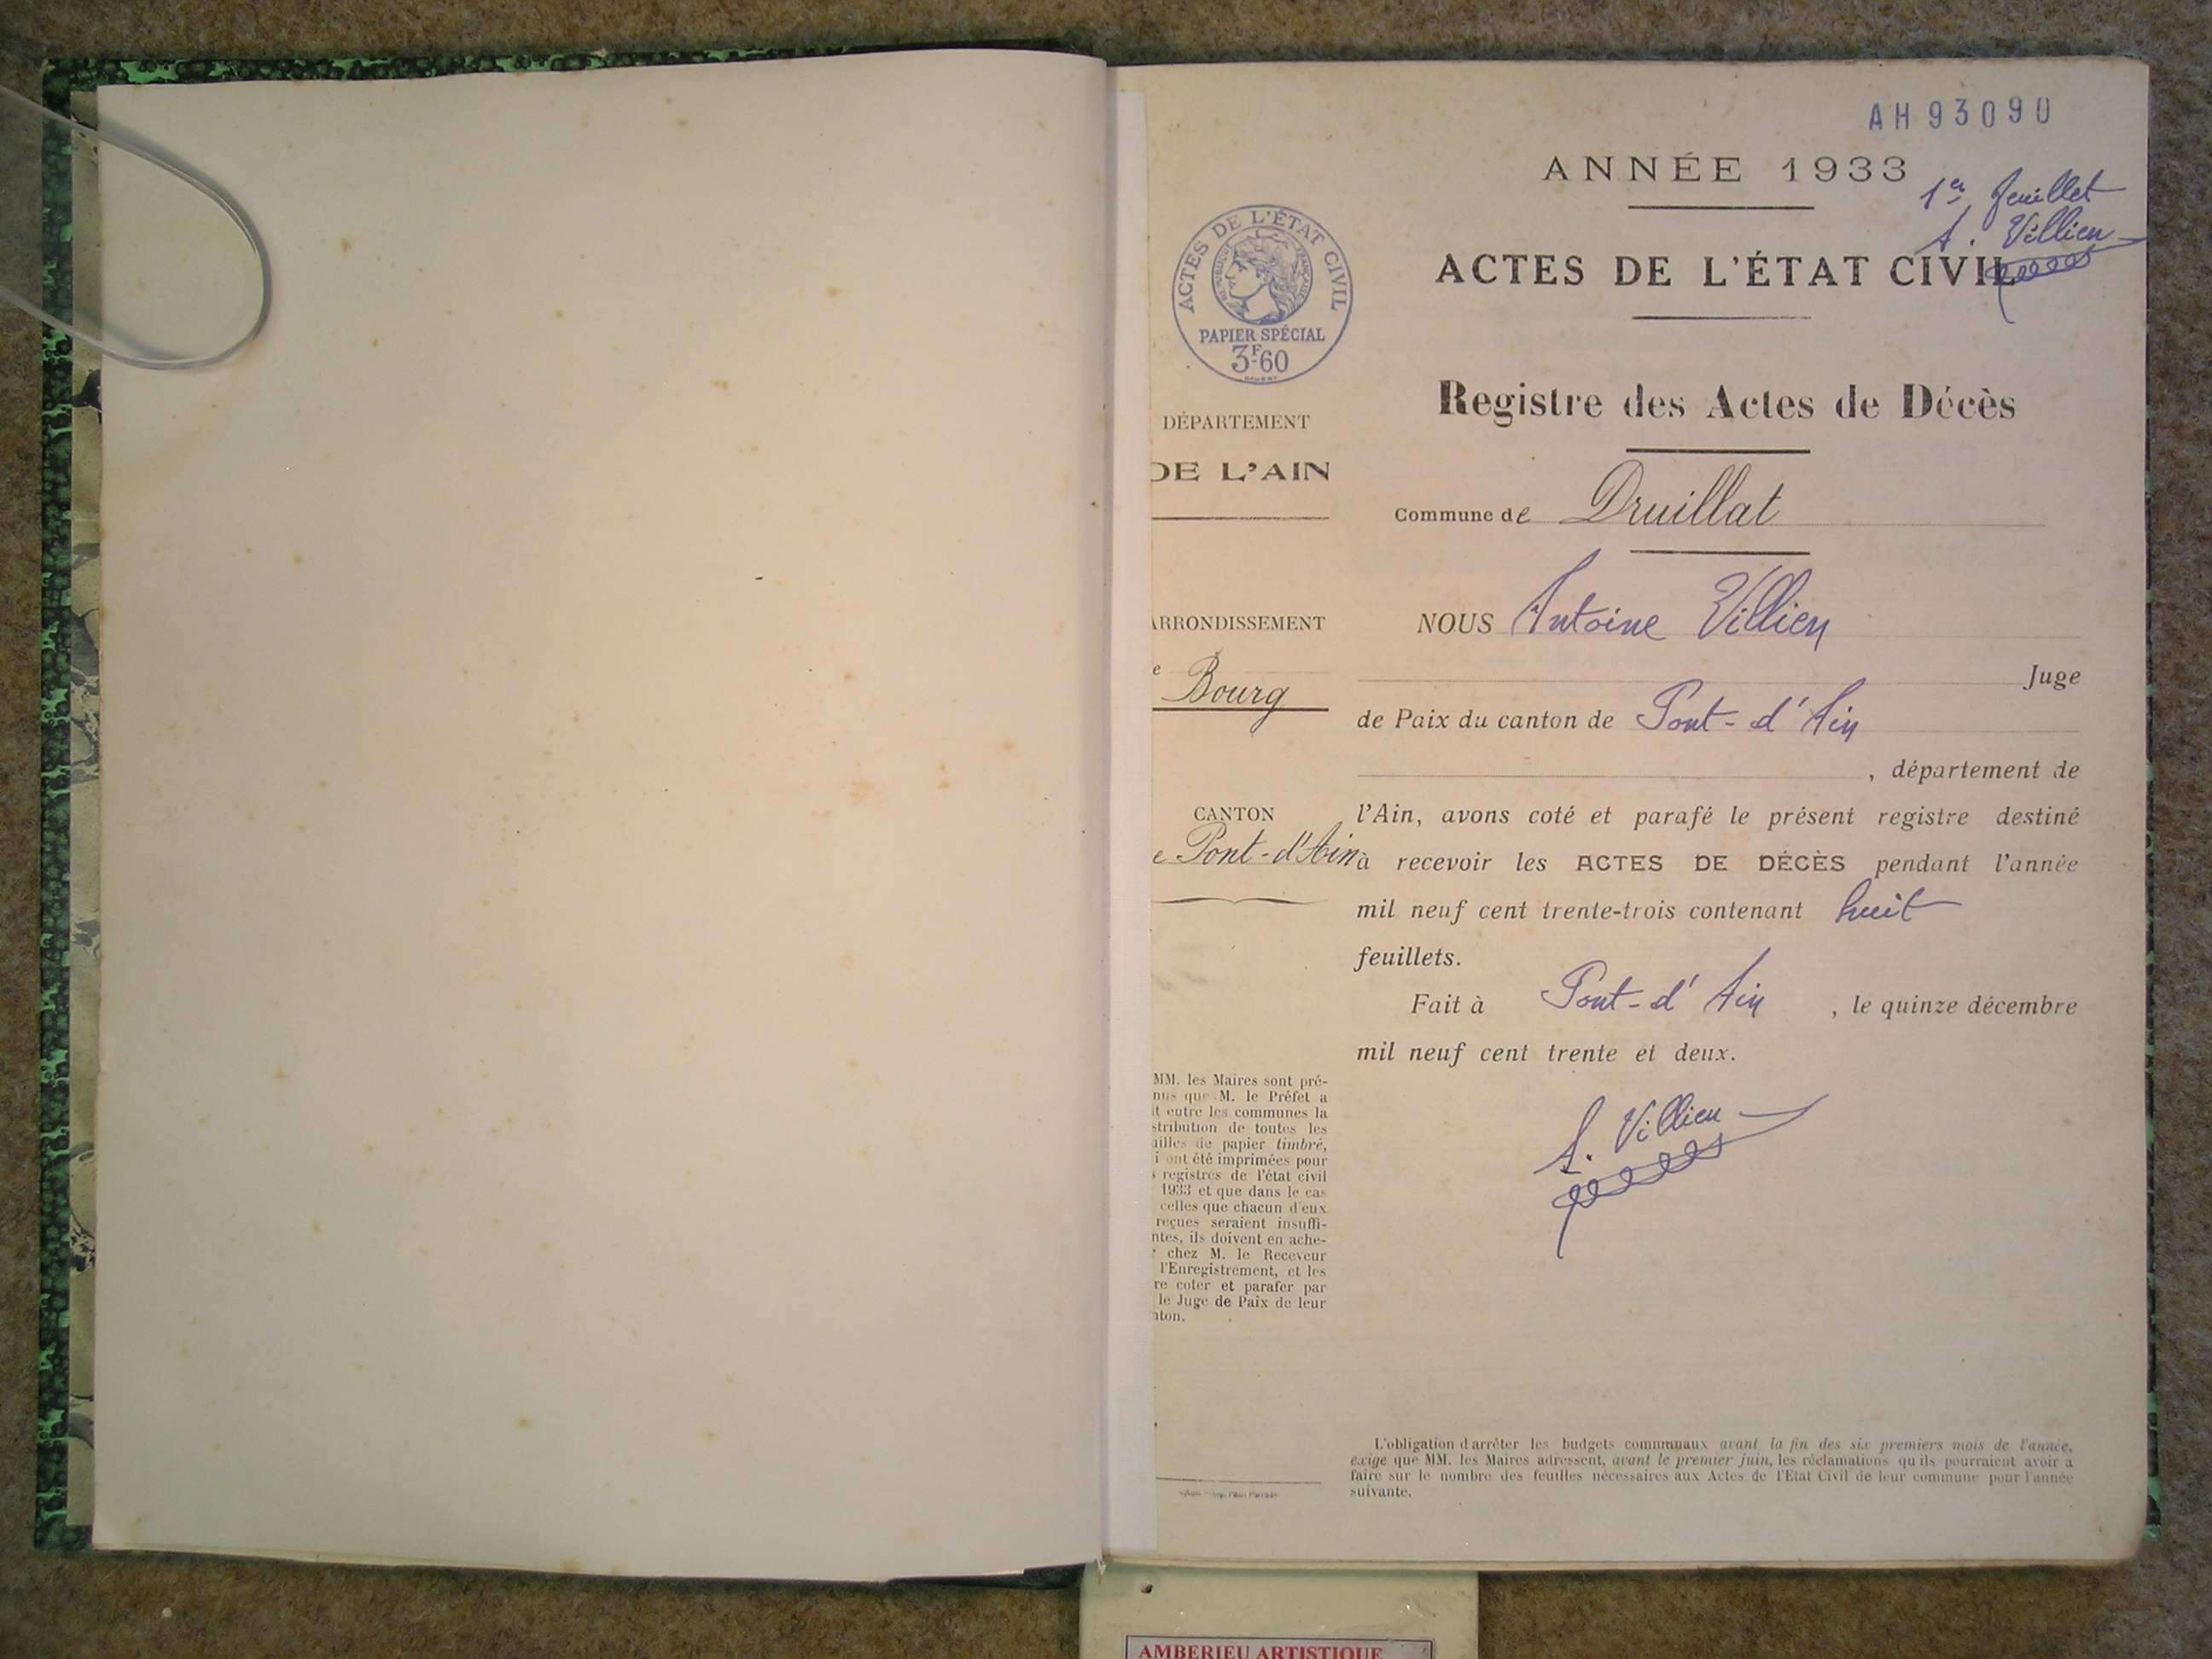 AH93090
ANNÉE 1933
1er feuillet
A. Villien
ACTES DE L'ÉTAT CIVIL
ACTES DE L'ÉTAT CIVIL
RÉPUBLIQUE FRANÇAISE
PAPIER SPÉCIAL
3F60
Registre des Actes de Décès
DÉPARTEMENT
DE L'AIN
Commune de Druillat
ARRONDISSEMENT
e Bourg
NOUS Antoine Villien
Juge
de Paix du canton de Pont-d'Ain
, département de
CANTON
e Pont-d'Ain
l'Ain, avons coté et parafé le présent registre destiné
à recevoir les ACTES DE DÉCÈS pendant l'année
mil neuf cent trente-trois contenant huit
feuillets.
Fait à Pont-d'Ain, le quinze décembre
mil neuf cent trente et deux.
A. Villien
MM. les Maires sont pré-
nus que M. le Préfet a
it entre les communes la
stribution de toutes les
uilles de papier timbré,
i ont été imprimées pour
s registres de l'état civil
1933 et que dans le cas
celles que chacun d'eux
reçues seraient insuffi-
ntes, ils doivent en ache-
r chez M. le Receveur
l'Enregistrement, et les
re coter et parafer par
le Juge de Paix de leur
nton.
L'obligation d'arrêter les budgets communaux avant la fin des six premiers mois de l'année,
exige que MM. les Maires adressent, avant le premier juin, les réclamations qu'ils pourraient avoir à
faire sur le nombre des feuilles nécessaires aux Actes de l'Etat Civil de leur commune pour l'année
suivante.
AMBERIEU ARTISTIQUE